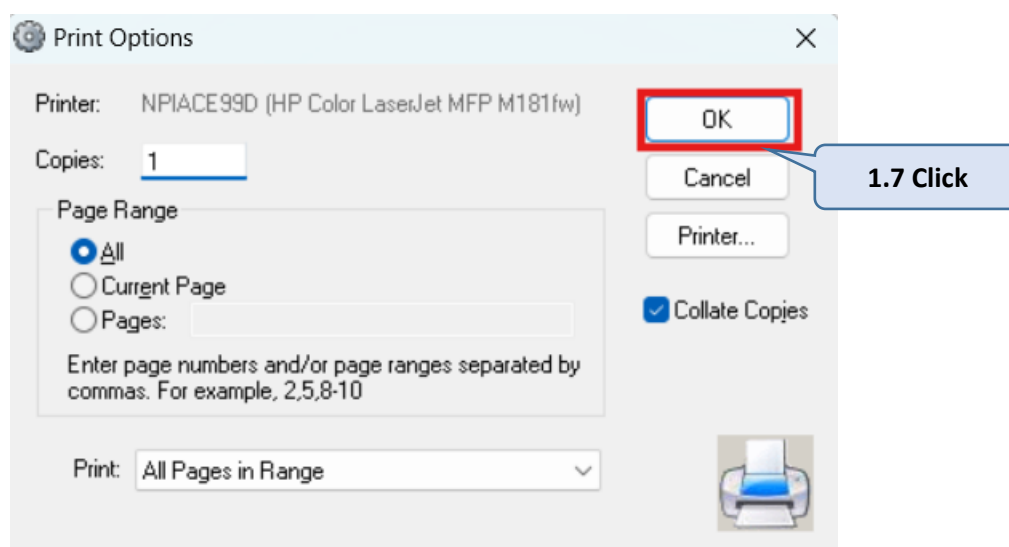 Print Options
Printer: NPIACE99D (HP Color LaserJet MFP M181fw)
OK
Copies: 1
Cancel
1.7 Click
Page Range
Printer...
All
Current Page
Collate Copies
Pages:
Enter page numbers and/or page ranges separated by
commas. For example, 2,5,8-10
Print: All Pages in Range